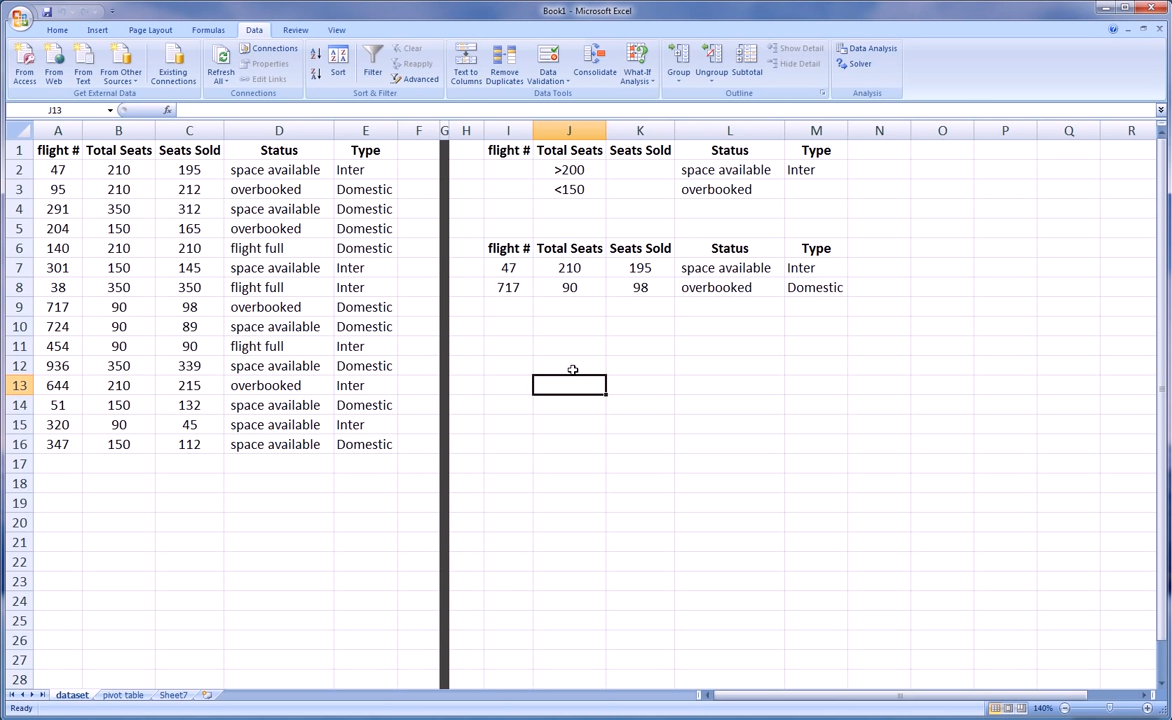 Book1 - Microsoft Excel
Home Insert Page Layout Formulas Data Review View
From Access From Web From Text From Other Sources Existing Connections Refresh All Connections Properties Edit Links Sort Filter Clear Reapply Advanced Text to Columns Remove Duplicates Data Validation Consolidate What-If Analysis Group Ungroup Subtotal Show Detail Hide Detail Data Analysis Solver
Get External Data Connections Sort & Filter Data Tools Outline Analysis
J13 fx
A B C D E F G H I J K L M N O P Q R
1 flight # Total Seats Seats Sold Status Type flight # Total Seats Seats Sold Status Type
2 47 210 195 space available Inter >200 space available Inter
3 95 210 212 overbooked Domestic <150 overbooked
4 291 350 312 space available Domestic
5 204 150 165 overbooked Domestic
6 140 210 210 flight full Domestic flight # Total Seats Seats Sold Status Type
7 301 150 145 space available Inter 47 210 195 space available Inter
8 38 350 350 flight full Inter 717 90 98 overbooked Domestic
9 717 90 98 overbooked Domestic
10 724 90 89 space available Domestic
11 454 90 90 flight full Inter
12 936 350 339 space available Domestic
13 644 210 215 overbooked Inter
14 51 150 132 space available Domestic
15 320 90 45 space available Inter
16 347 150 112 space available Domestic
17
18
19
20
21
22
23
24
25
26
27
28
dataset pivot table Sheet7
Ready 140%